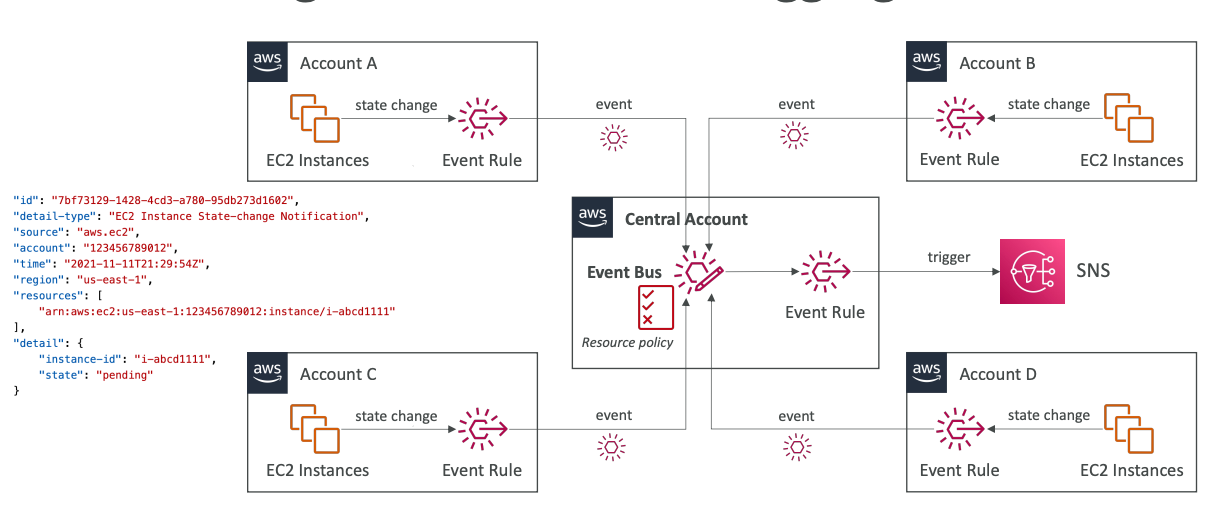 aws
Account A
state change
EC2 Instances
Event Rule
event
event
aws
Account B
state change
Event Rule
EC2 Instances
"id": "7bf73129-1428-4cd3-a780-95db273d1602",
"detail-type": "EC2 Instance State-change Notification",
"source": "aws.ec2",
"account": "123456789012",
"time": "2021-11-11T21:29:54Z",
"region": "us-east-1",
"resources": [
"arn:aws:ec2:us-east-1:123456789012:instance/i-abcd1111"
],
"detail": {
"instance-id": "i-abcd1111",
"state": "pending"
}
aws
Central Account
Event Bus
Resource policy
Event Rule
trigger
SNS
aws
Account C
state change
EC2 Instances
Event Rule
event
event
aws
Account D
state change
Event Rule
EC2 Instances